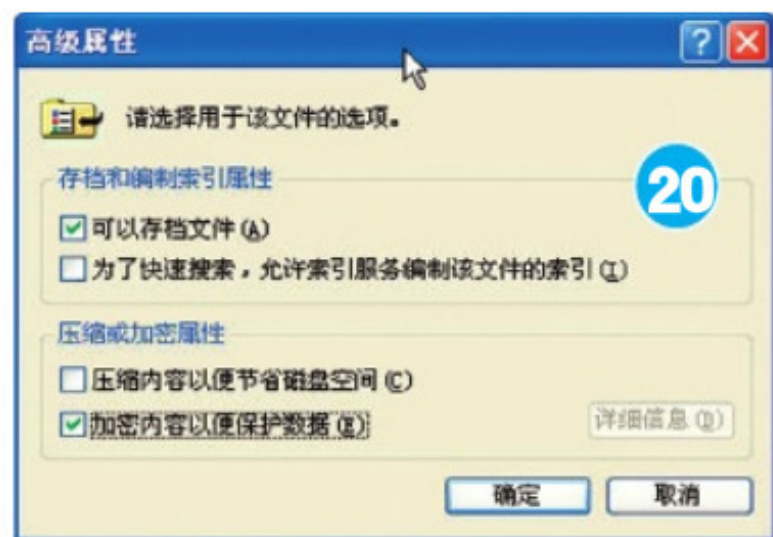 高级属性
请选择用于该文件的选项。
存档和编制索引属性
20
可以存档文件(A)
为了快速搜索，允许索引服务编制该文件的索引(I)
压缩或加密属性
压缩内容以便节省磁盘空间(C)
加密内容以便保护数据(E)
详细信息(D)
确定
取消